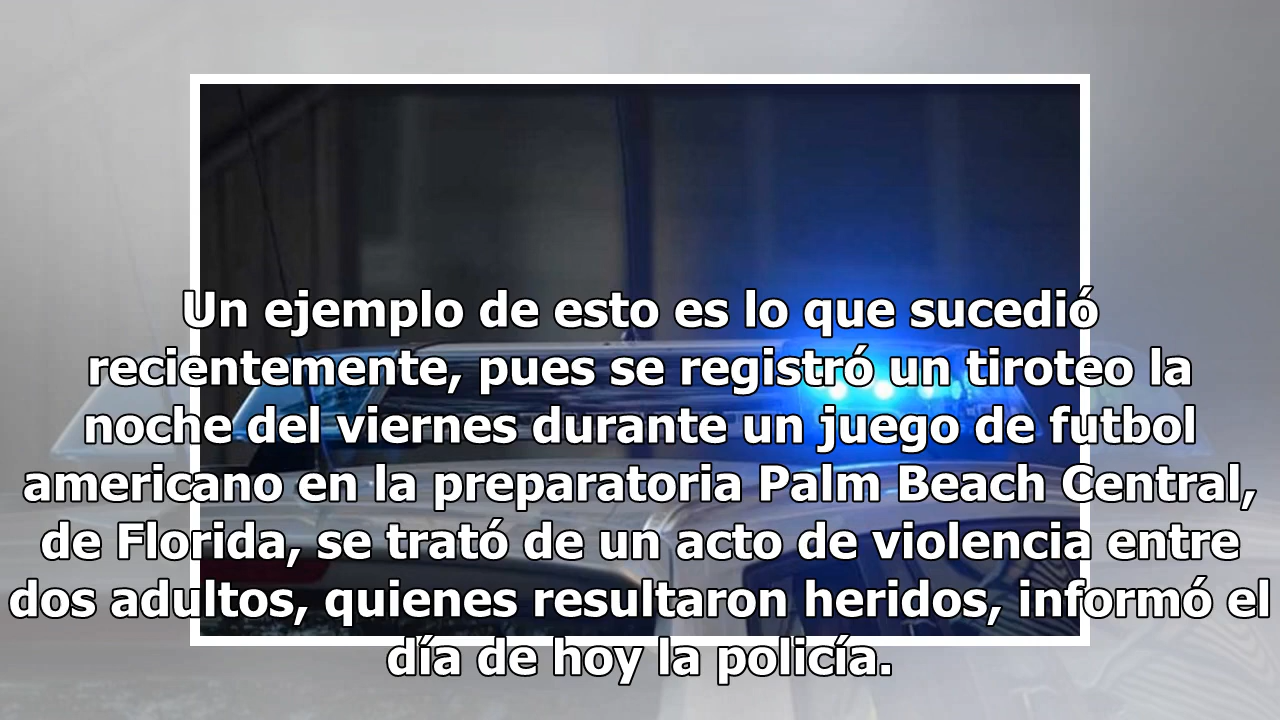 Un ejemplo de esto es lo que sucedió
recientemente, pues se registró un tiroteo la
noche del viernes durante un juego de futbol
americano en la preparatoria Palm Beach Central,
de Florida, se trató de un acto de violencia entre
dos adultos, quienes resultaron heridos, informó el
día de hoy la policía.